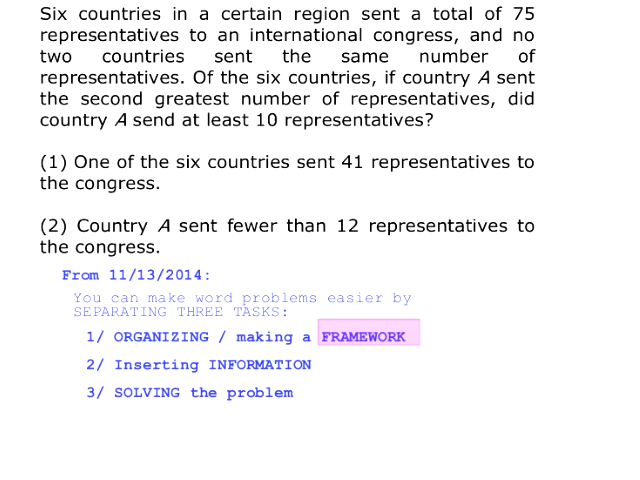 Six countries in a certain region sent a total of 75
representatives to an international congress, and no
two countries sent the same number of
representatives. Of the six countries, if country A sent
the second greatest number of representatives, did
country A send at least 10 representatives?
(1) One of the six countries sent 41 representatives to
the congress.
(2) Country A sent fewer than 12 representatives to
the congress.
From 11/13/2014:
You can make word problems easier by
SEPARATING THREE TASKS:
1/ ORGANIZING / making a FRAMEWORK
2/ Inserting INFORMATION
3/ SOLVING the problem